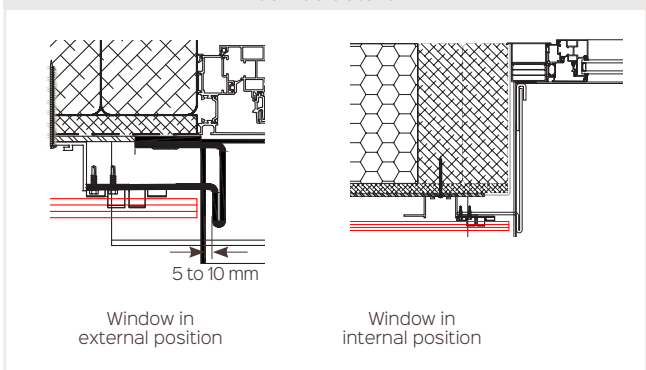 5 to 10 mm
Window in
external position
Window in
internal position